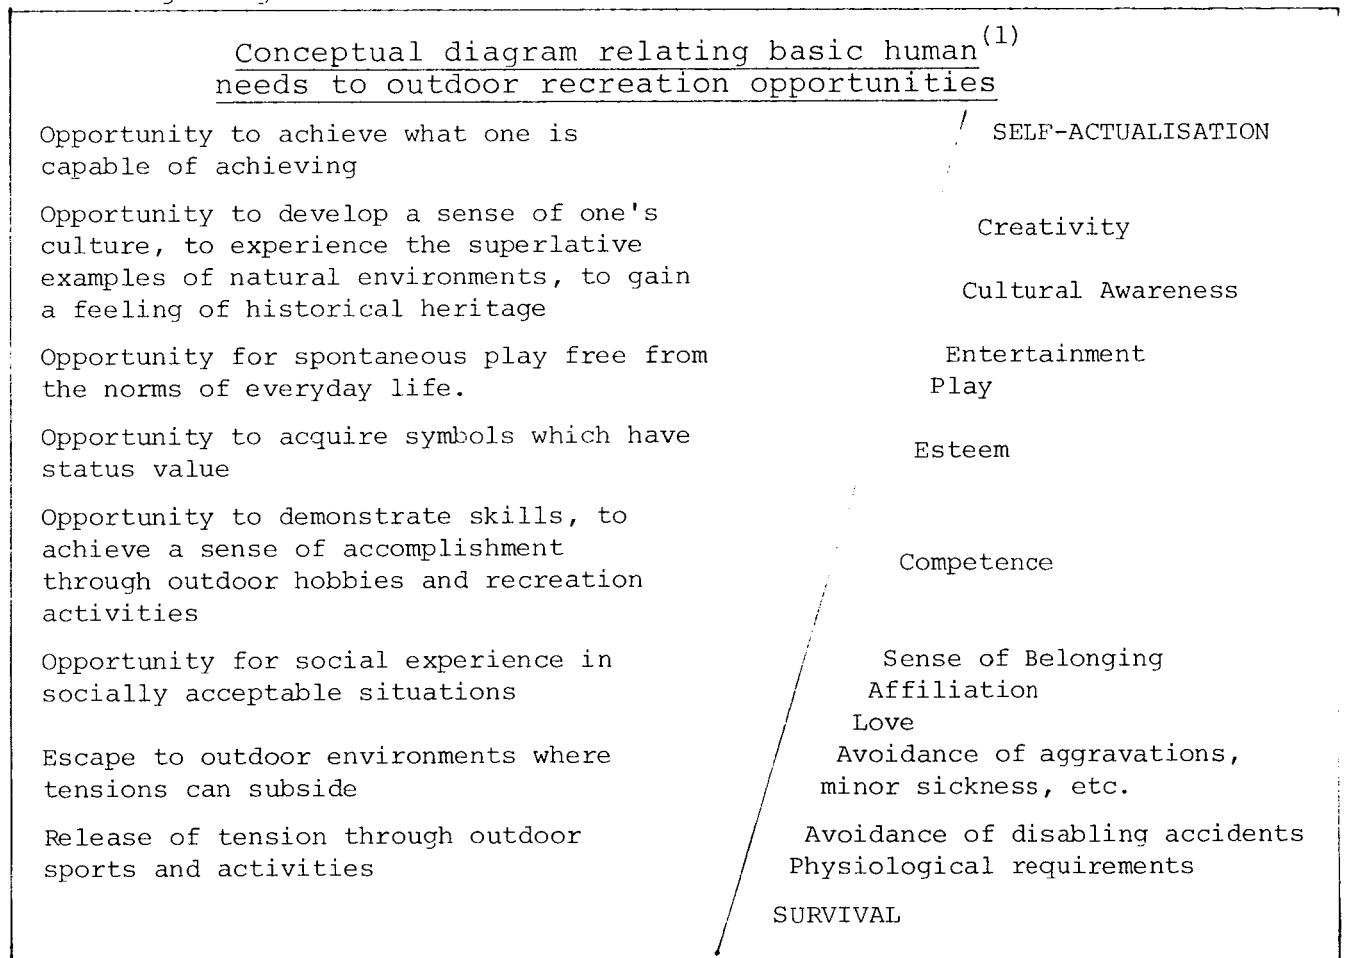 Conceptual diagram relating basic human (1)
needs to outdoor recreation opportunities
Opportunity to achieve what one is
capable of achieving
SELF-ACTUALISATION
Opportunity to develop a sense of one's
culture, to experience the superlative
examples of natural environments, to gain
a feeling of historical heritage
Creativity
Cultural Awareness
Opportunity for spontaneous play free from
the norms of everyday life.
Entertainment
Play
Opportunity to acquire symbols which have
status value
Esteem
Opportunity to demonstrate skills, to
achieve a sense of accomplishment
through outdoor hobbies and recreation
activities
Competence
Opportunity for social experience in
socially acceptable situations
Sense of Belonging
Affiliation
Love
Escape to outdoor environments where
tensions can subside
Avoidance of aggravations,
minor sickness, etc.
Release of tension through outdoor
sports and activities
Avoidance of disabling accidents
Physiological requirements
SURVIVAL